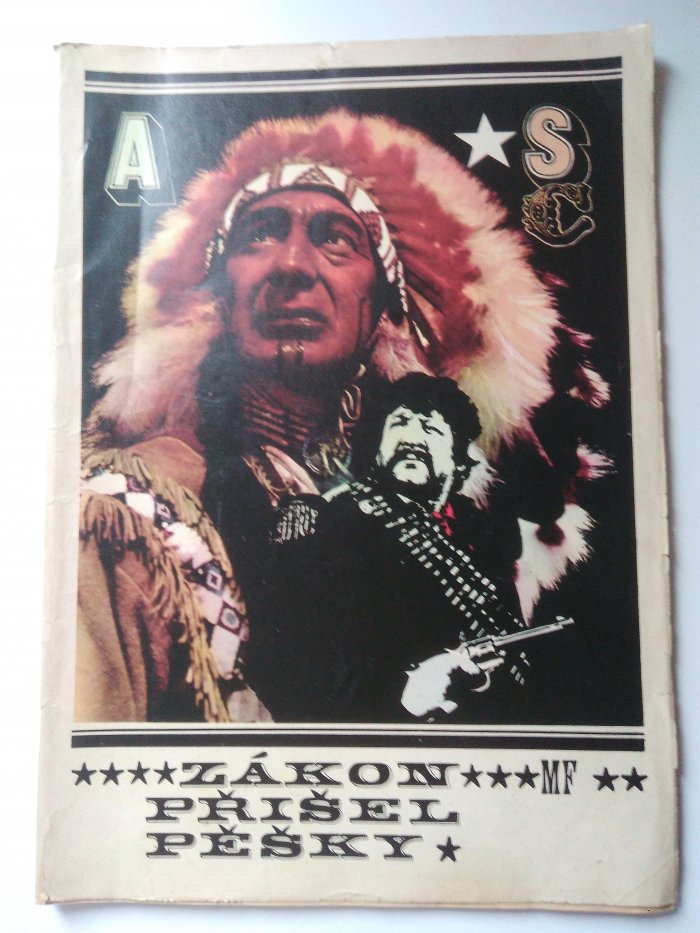 A ★ S
C
★★★★ZÁKON★★★MF ★★
PŘIŠEL
PĚŠKY ★